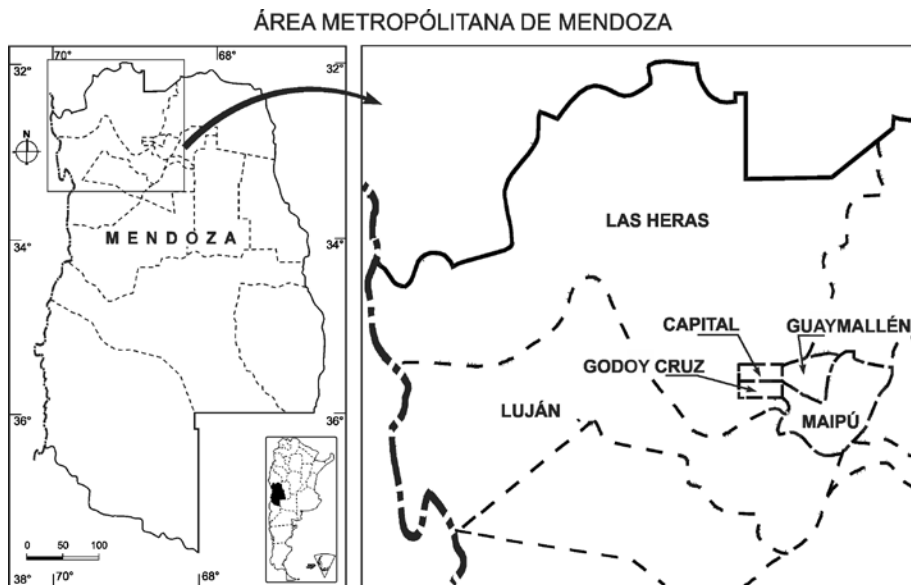 ÁREA METROPÓLITANA DE MENDOZA
70°
68°
32°
32°
N
MENDOZA
34°
34°
36°
36°
0 50 100
38°
70°
68°
LAS HERAS
CAPITAL
GUAYMALLÉN
GODOY CRUZ
LUJÁN
MAIPÚ